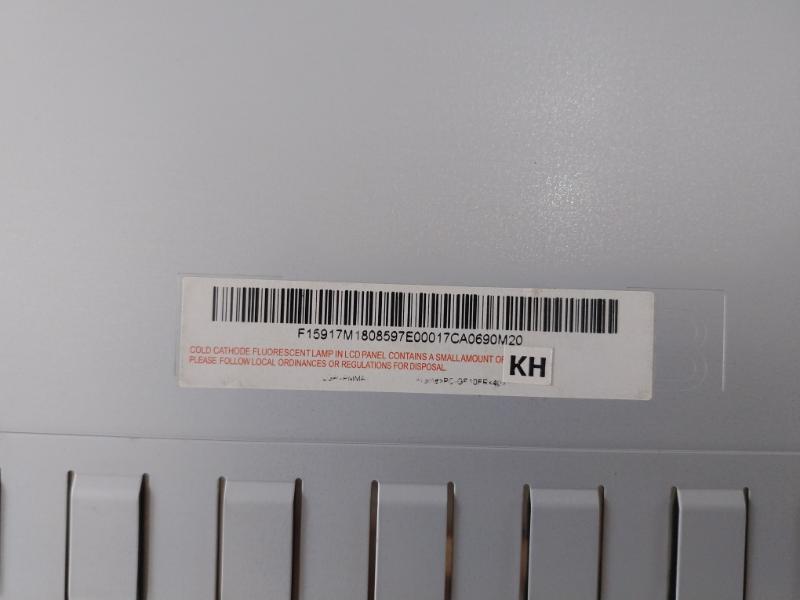 F15917M1808597E00017CA0690M20
COLD CATHODE FLUORESCENT LAMP IN LCD PANEL CONTAINS A SMALL AMOUNT OF
KH
PLEASE FOLLOW LOCAL ORDINANCES OR REGULATIONS FOR DISPOSAL.